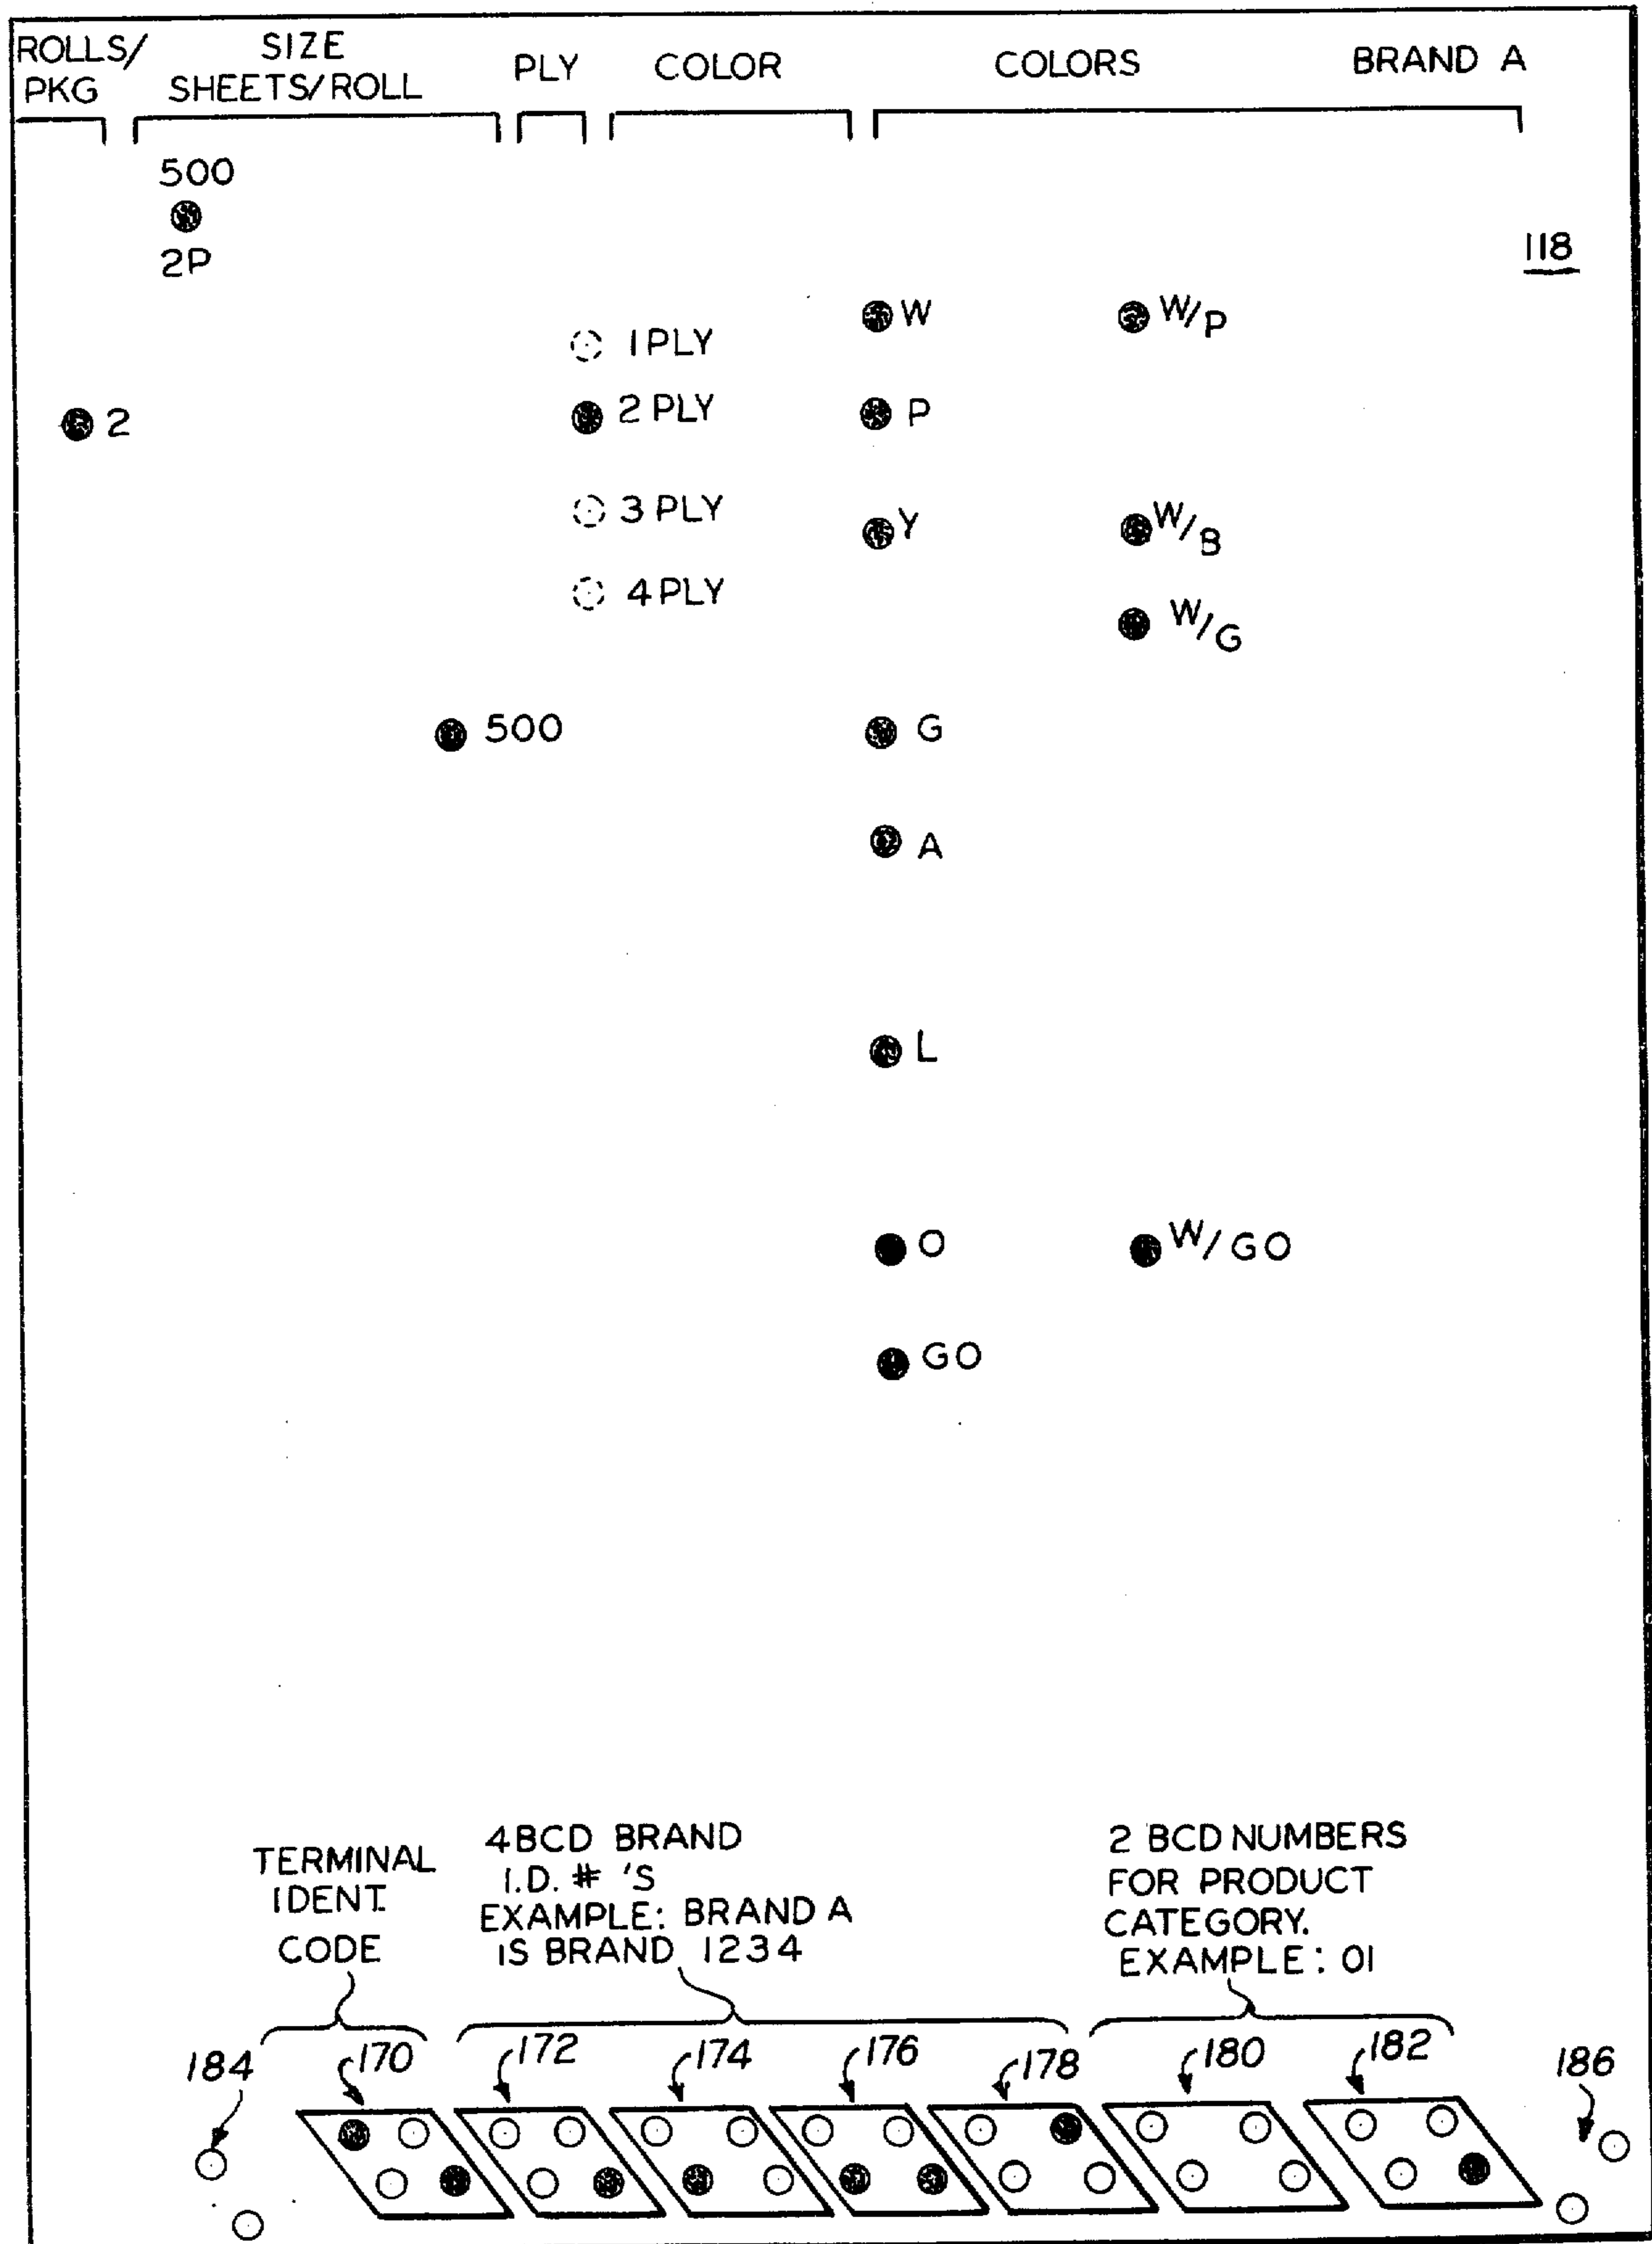 ROLLS/ PKG
SIZE
SHEETS/ROLL
PLY
COLOR
COLORS
BRAND A
500
2P
118
W
W/P
1 PLY
2
2 PLY
P
3 PLY
Y
W/B
4 PLY
W/G
500
G
A
L
O
W/GO
GO
TERMINAL
IDENT.
CODE
4BCD BRAND
I.D. # 'S
EXAMPLE: BRAND A
IS BRAND 1234
2 BCD NUMBERS
FOR PRODUCT
CATEGORY.
EXAMPLE: 01
184
170
172
174
176
178
180
182
186